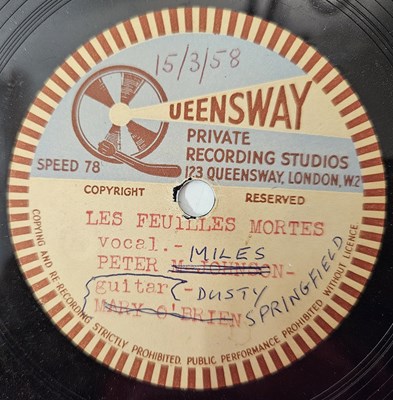 15/3/58
QUEENSWAY
PRIVATE
RECORDING STUDIOS
SPEED 78
123 QUEENSWAY, LONDON, W.2
COPYRIGHT RESERVED
LES FEUILLES MORTES
vocal.- MILES
PETER M. JOHNSON-
guitar - DUSTY SPRINGFIELD
MARY O'BRIEN
COPYING AND RE-RECORDING STRICTLY PROHIBITED. PUBLIC PERFORMANCE PROHIBITED WITHOUT LICENCE